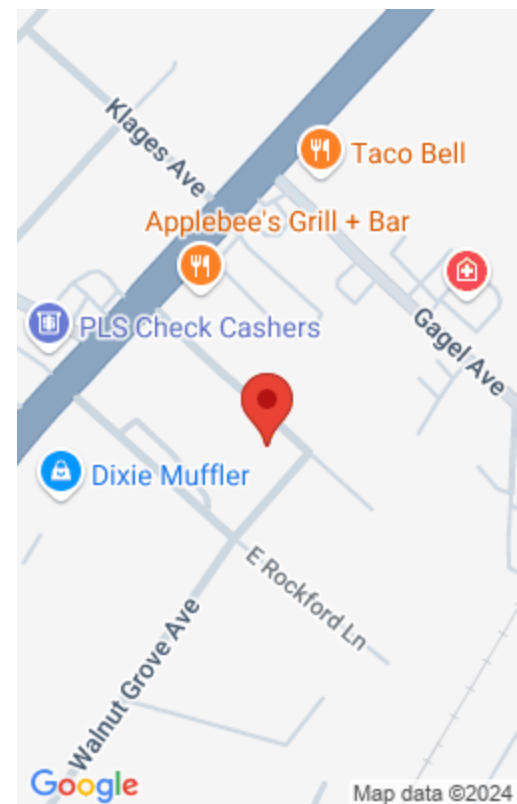 Klages Ave
Taco Bell
Applebee's Grill + Bar
PLS Check Cashers
Gagel Ave
Dixie Muffler
E Rockford Ln
Walnut Grove Ave
Google
Map data ©2024